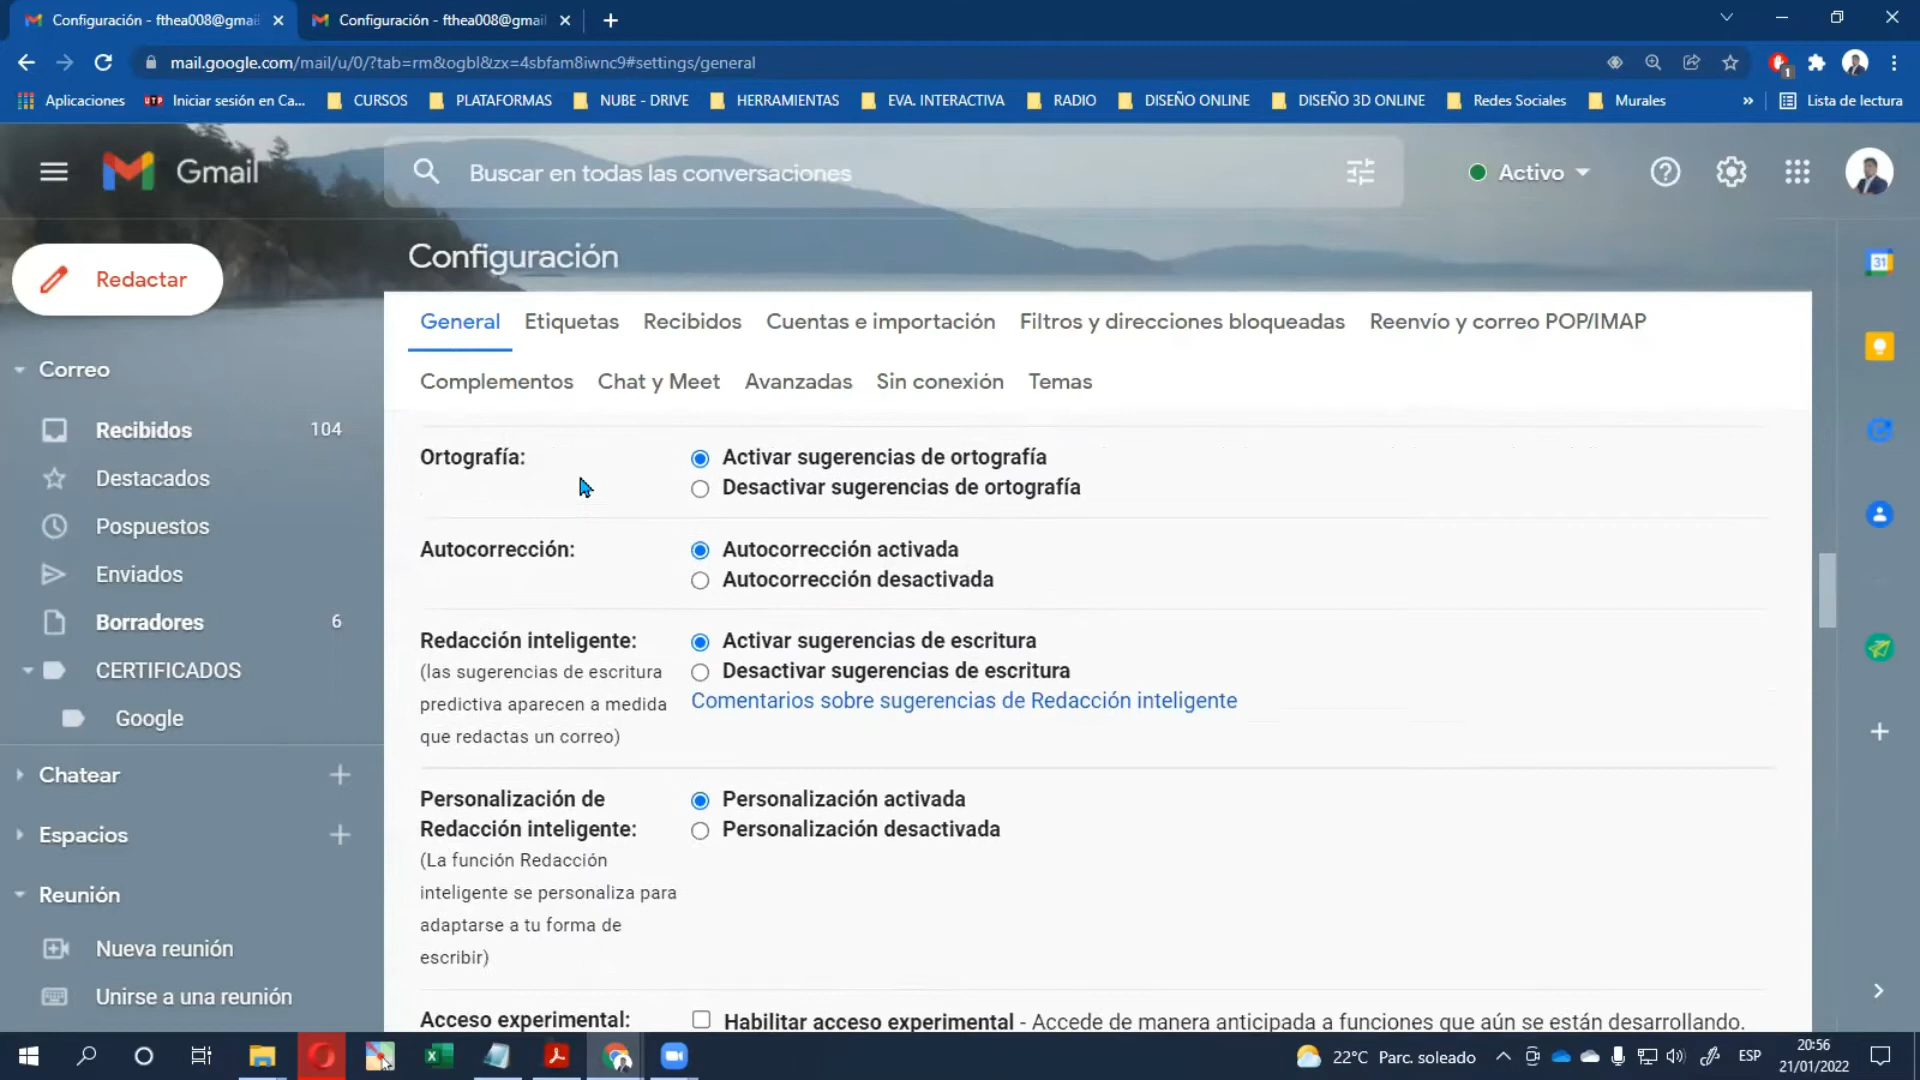 Configuración - fthea008@gmai
Configuración - fthea008@gmai
mail.google.com/mail/u/0/?tab=rm&ogbl&zx=4sbfam8iwnc9#settings/general
Aplicaciones
UTP Iniciar sesión en Ca...
CURSOS
PLATAFORMAS
NUBE - DRIVE
HERRAMIENTAS
EVA. INTERACTIVA
RADIO
DISEÑO ONLINE
DISEÑO 3D ONLINE
Redes Sociales
Murales
»
Lista de lectura
1
Gmail
Buscar en todas las conversaciones
Activo
Redactar
Correo
Recibidos 104
Destacados
Pospuestos
Enviados
Borradores 6
CERTIFICADOS
Google
Chatear
Espacios
Reunión
Nueva reunión
Unirse a una reunión
Configuración
General Etiquetas Recibidos Cuentas e importación Filtros y direcciones bloqueadas Reenvío y correo POP/IMAP
Complementos Chat y Meet Avanzadas Sin conexión Temas
Ortografía:
Activar sugerencias de ortografía
Desactivar sugerencias de ortografía
Autocorrección:
Autocorrección activada
Autocorrección desactivada
Redacción inteligente:
(las sugerencias de escritura
predictiva aparecen a medida
que redactas un correo)
Activar sugerencias de escritura
Desactivar sugerencias de escritura
Comentarios sobre sugerencias de Redacción inteligente
Personalización de
Redacción inteligente:
(La función Redacción
inteligente se personaliza para
adaptarse a tu forma de
escribir)
Personalización activada
Personalización desactivada
Acceso experimental:
Habilitar acceso experimental - Accede de manera anticipada a funciones que aún se están desarrollando.
31
22°C Parc. soleado
ESP
20:56
21/01/2022